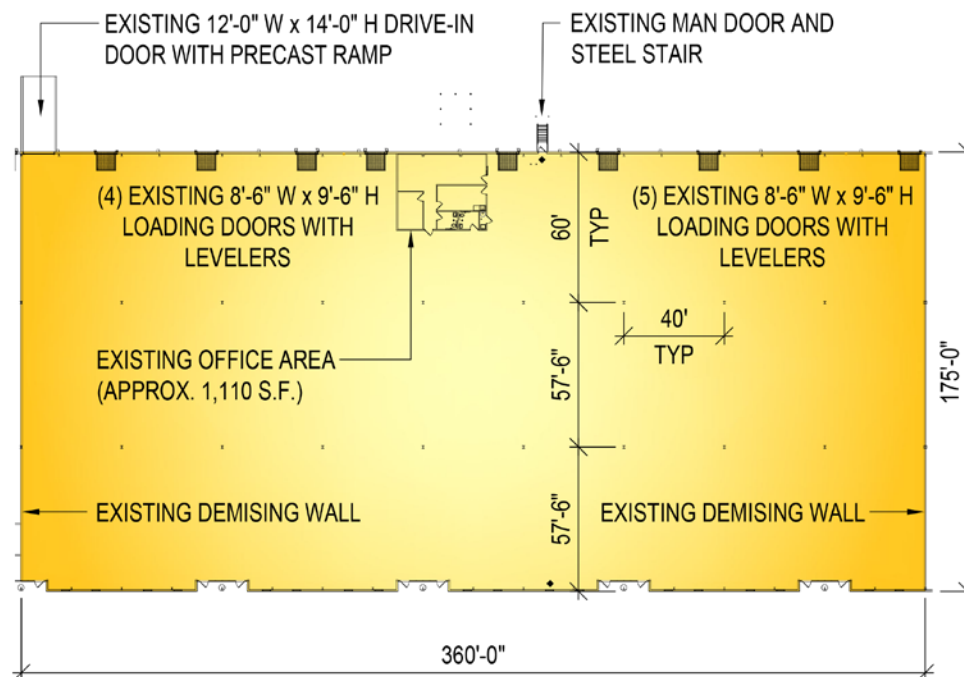 EXISTING 12'-0" W x 14'-0" H DRIVE-IN
DOOR WITH PRECAST RAMP
EXISTING MAN DOOR AND
STEEL STAIR
(4) EXISTING 8'-6" W x 9'-6" H
LOADING DOORS WITH
LEVELERS
60'
TYP
(5) EXISTING 8'-6" W x 9'-6" H
LOADING DOORS WITH
LEVELERS
40'
TYP
EXISTING OFFICE AREA
(APPROX. 1,110 S.F.)
57'-6"
175'-0"
EXISTING DEMISING WALL
57'-6"
EXISTING DEMISING WALL
360'-0"